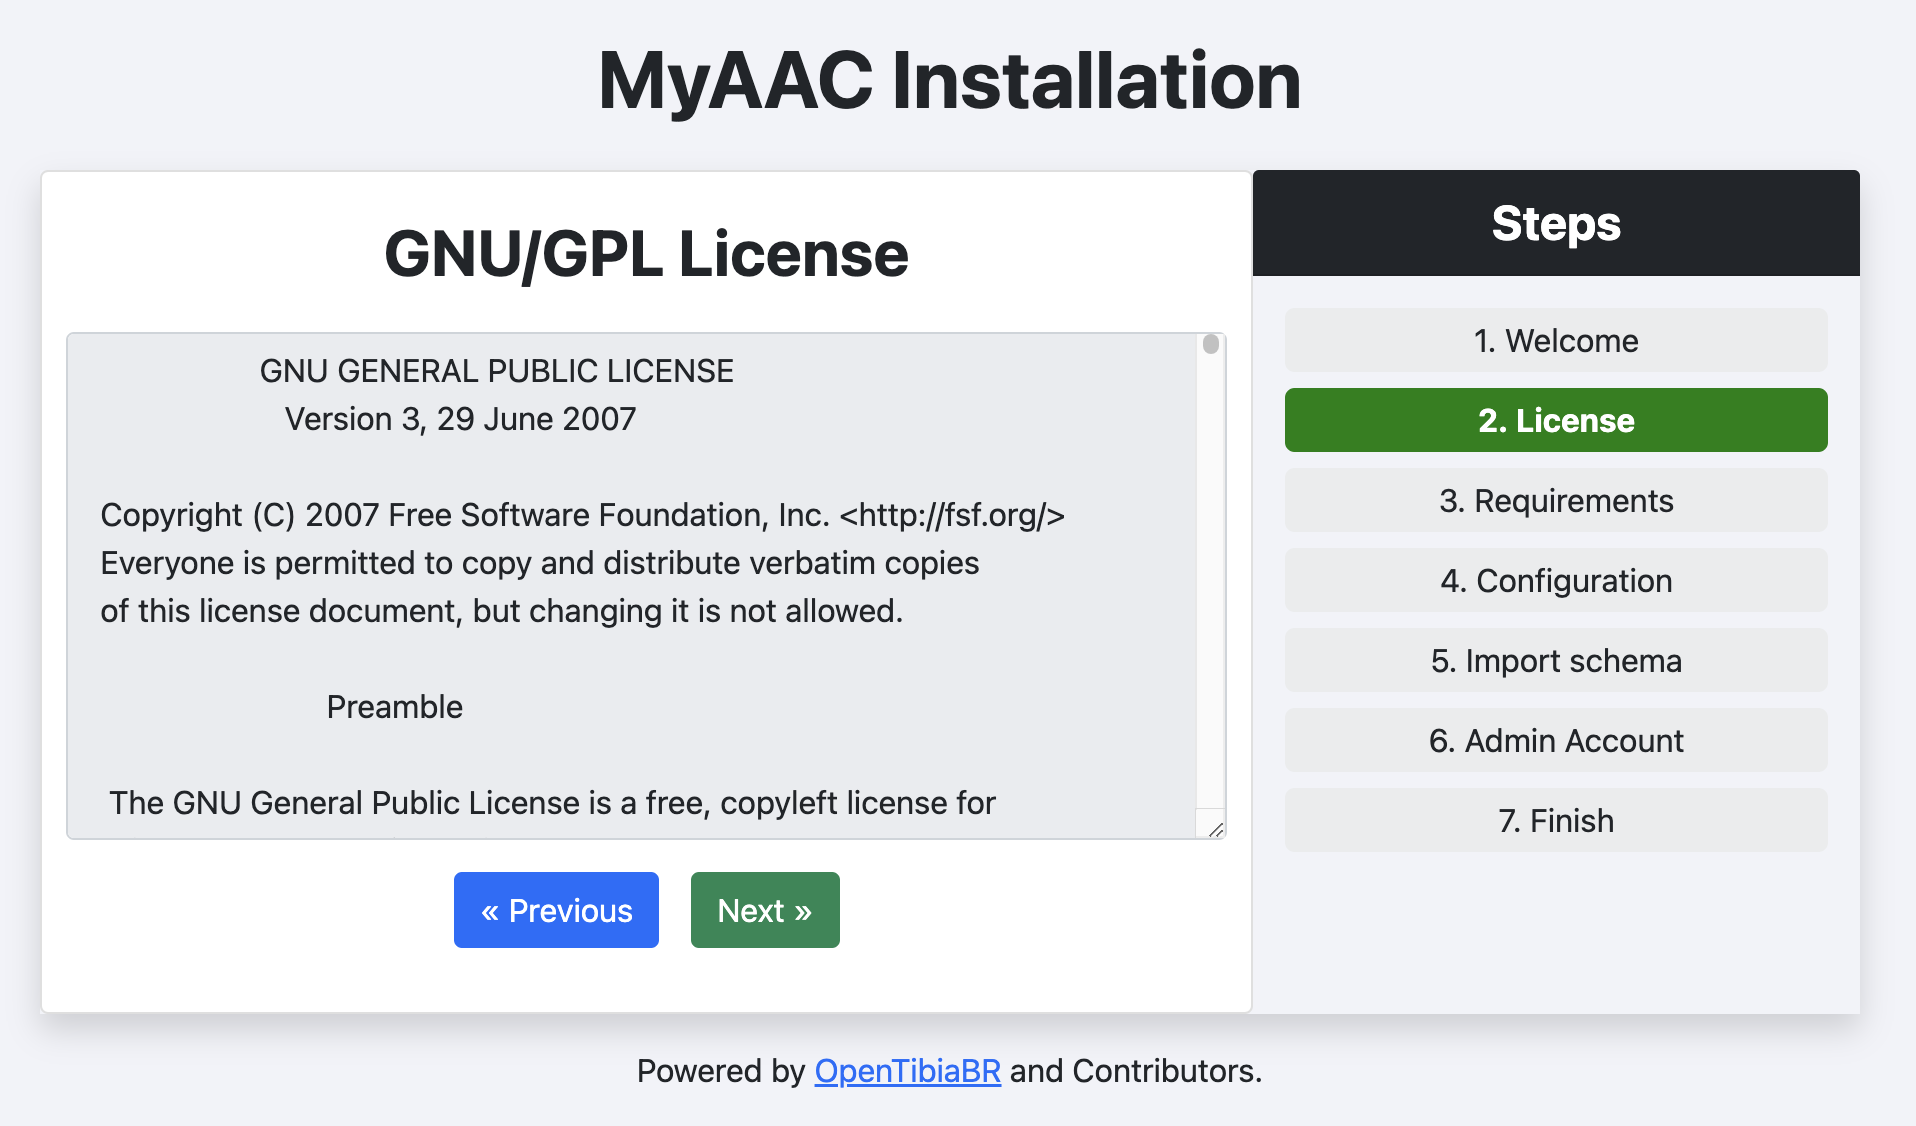 MyAAC Installation
GNU/GPL License
GNU GENERAL PUBLIC LICENSE
Version 3, 29 June 2007
Copyright (C) 2007 Free Software Foundation, Inc. <http://fsf.org/>
Everyone is permitted to copy and distribute verbatim copies
of this license document, but changing it is not allowed.
Preamble
The GNU General Public License is a free, copyleft license for
« Previous
Next »
Steps
1. Welcome
2. License
3. Requirements
4. Configuration
5. Import schema
6. Admin Account
7. Finish
Powered by OpenTibiaBR and Contributors.